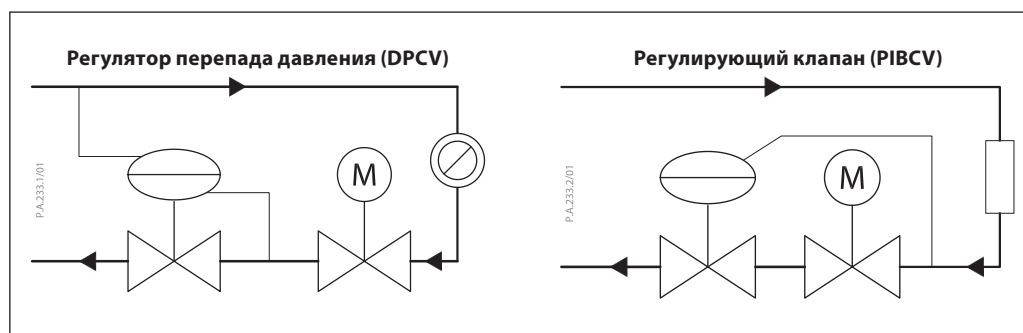 Регулятор перепада давления (DPCV)
P.A.233.1/01
M
Регулирующий клапан (PIBCV)
P.A.233.2/01
M